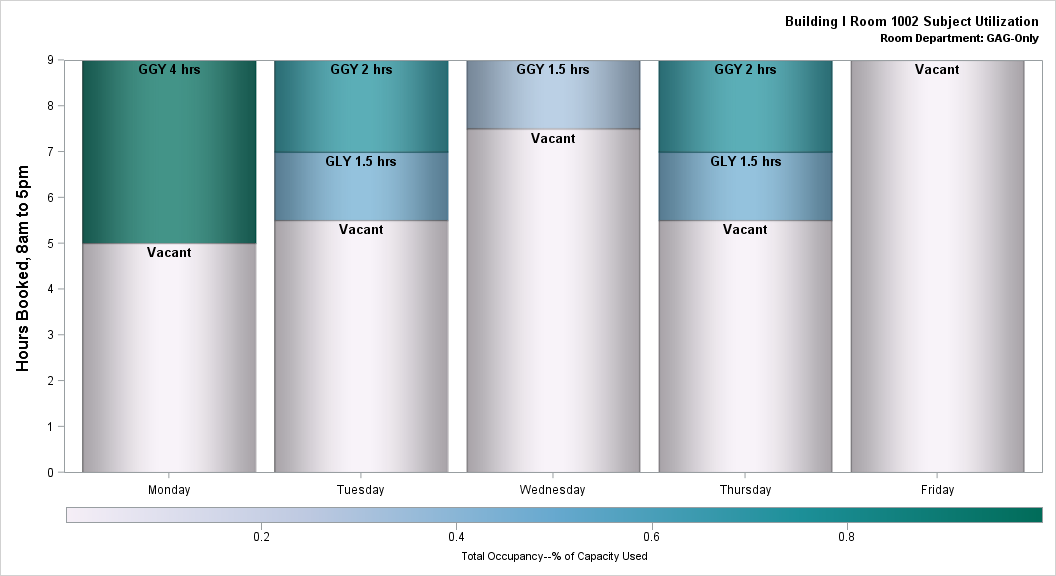 Building I Room 1002 Subject Utilization
Room Department: GAG-Only
Hours Booked, 8am to 5pm
9
8
7
6
5
4
3
2
1
0
GGY 4 hrs
Vacant
GGY 2 hrs
GLY 1.5 hrs
Vacant
GGY 1.5 hrs
Vacant
GGY 2 hrs
GLY 1.5 hrs
Vacant
Vacant
Monday
Tuesday
Wednesday
Thursday
Friday
0.2
0.4
0.6
0.8
Total Occupancy--% of Capacity Used